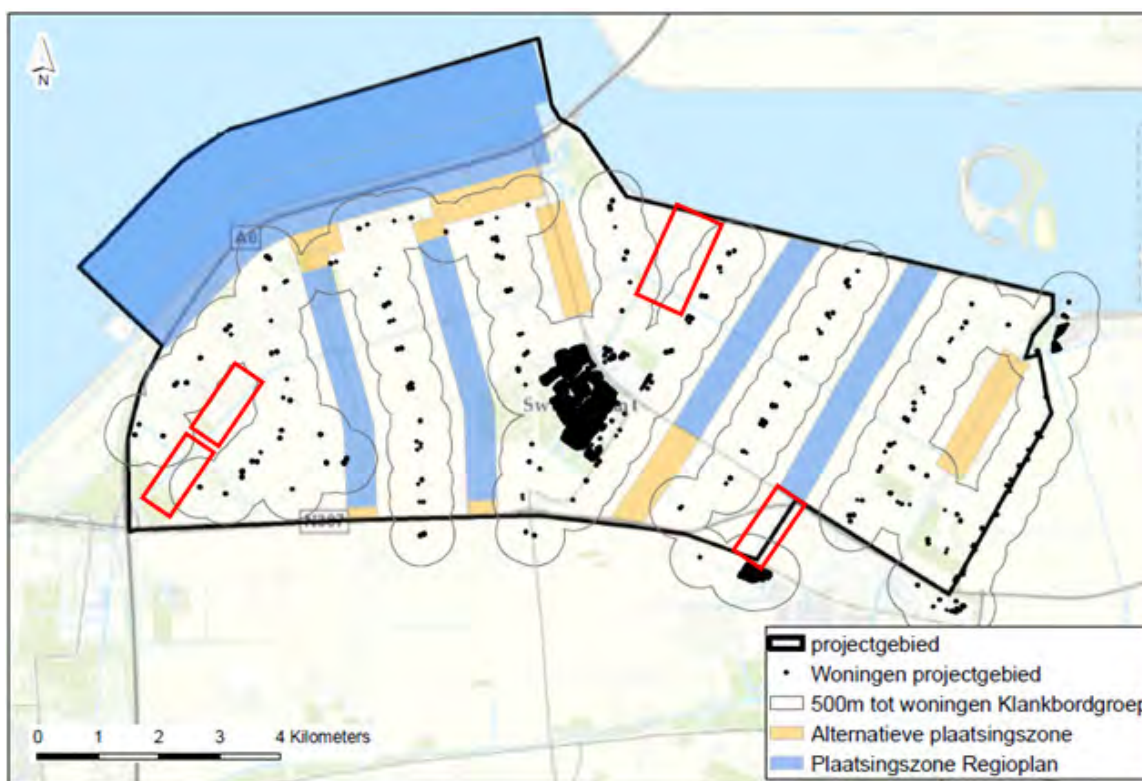 N
A6
N307
0 1 2 3 4 Kilometers
projectgebied
Woningen projectgebied
500m tot woningen Klankbordgroep
Alternatieve plaatsingszone
Plaatsingszone Regioplan